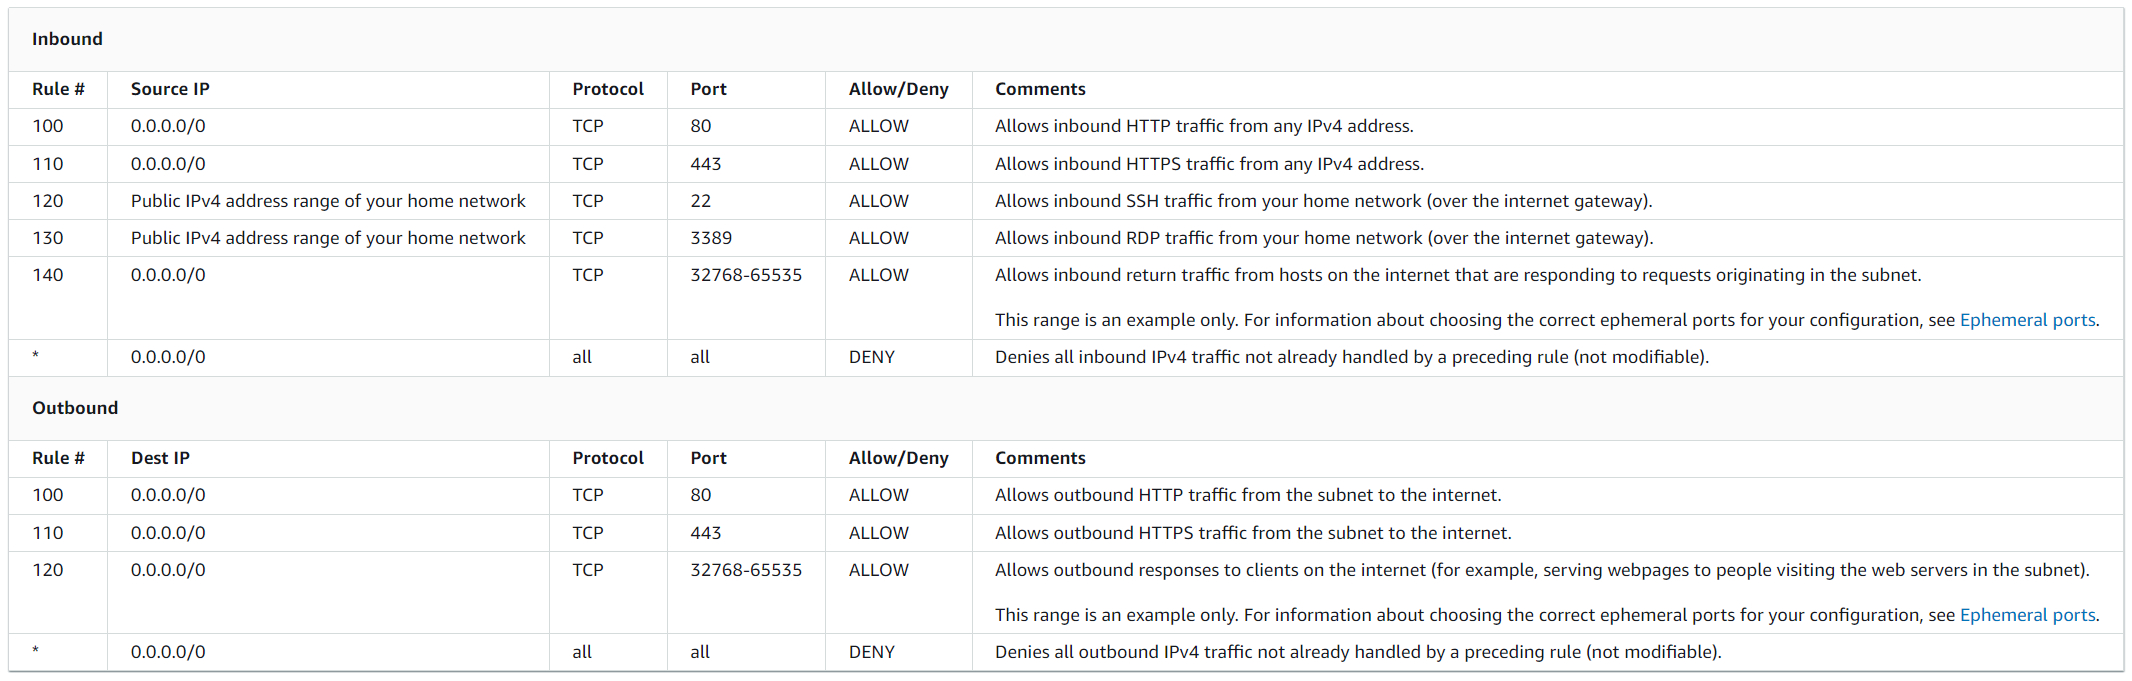 Inbound
Rule # Source IP Protocol Port Allow/Deny Comments
100 0.0.0.0/0 TCP 80 ALLOW Allows inbound HTTP traffic from any IPv4 address.
110 0.0.0.0/0 TCP 443 ALLOW Allows inbound HTTPS traffic from any IPv4 address.
120 Public IPv4 address range of your home network TCP 22 ALLOW Allows inbound SSH traffic from your home network (over the internet gateway).
130 Public IPv4 address range of your home network TCP 3389 ALLOW Allows inbound RDP traffic from your home network (over the internet gateway).
140 0.0.0.0/0 TCP 32768-65535 ALLOW Allows inbound return traffic from hosts on the internet that are responding to requests originating in the subnet.
This range is an example only. For information about choosing the correct ephemeral ports for your configuration, see Ephemeral ports.
* 0.0.0.0/0 all all DENY Denies all inbound IPv4 traffic not already handled by a preceding rule (not modifiable).
Outbound
Rule # Dest IP Protocol Port Allow/Deny Comments
100 0.0.0.0/0 TCP 80 ALLOW Allows outbound HTTP traffic from the subnet to the internet.
110 0.0.0.0/0 TCP 443 ALLOW Allows outbound HTTPS traffic from the subnet to the internet.
120 0.0.0.0/0 TCP 32768-65535 ALLOW Allows outbound responses to clients on the internet (for example, serving webpages to people visiting the web servers in the subnet).
This range is an example only. For information about choosing the correct ephemeral ports for your configuration, see Ephemeral ports.
* 0.0.0.0/0 all all DENY Denies all outbound IPv4 traffic not already handled by a preceding rule (not modifiable).